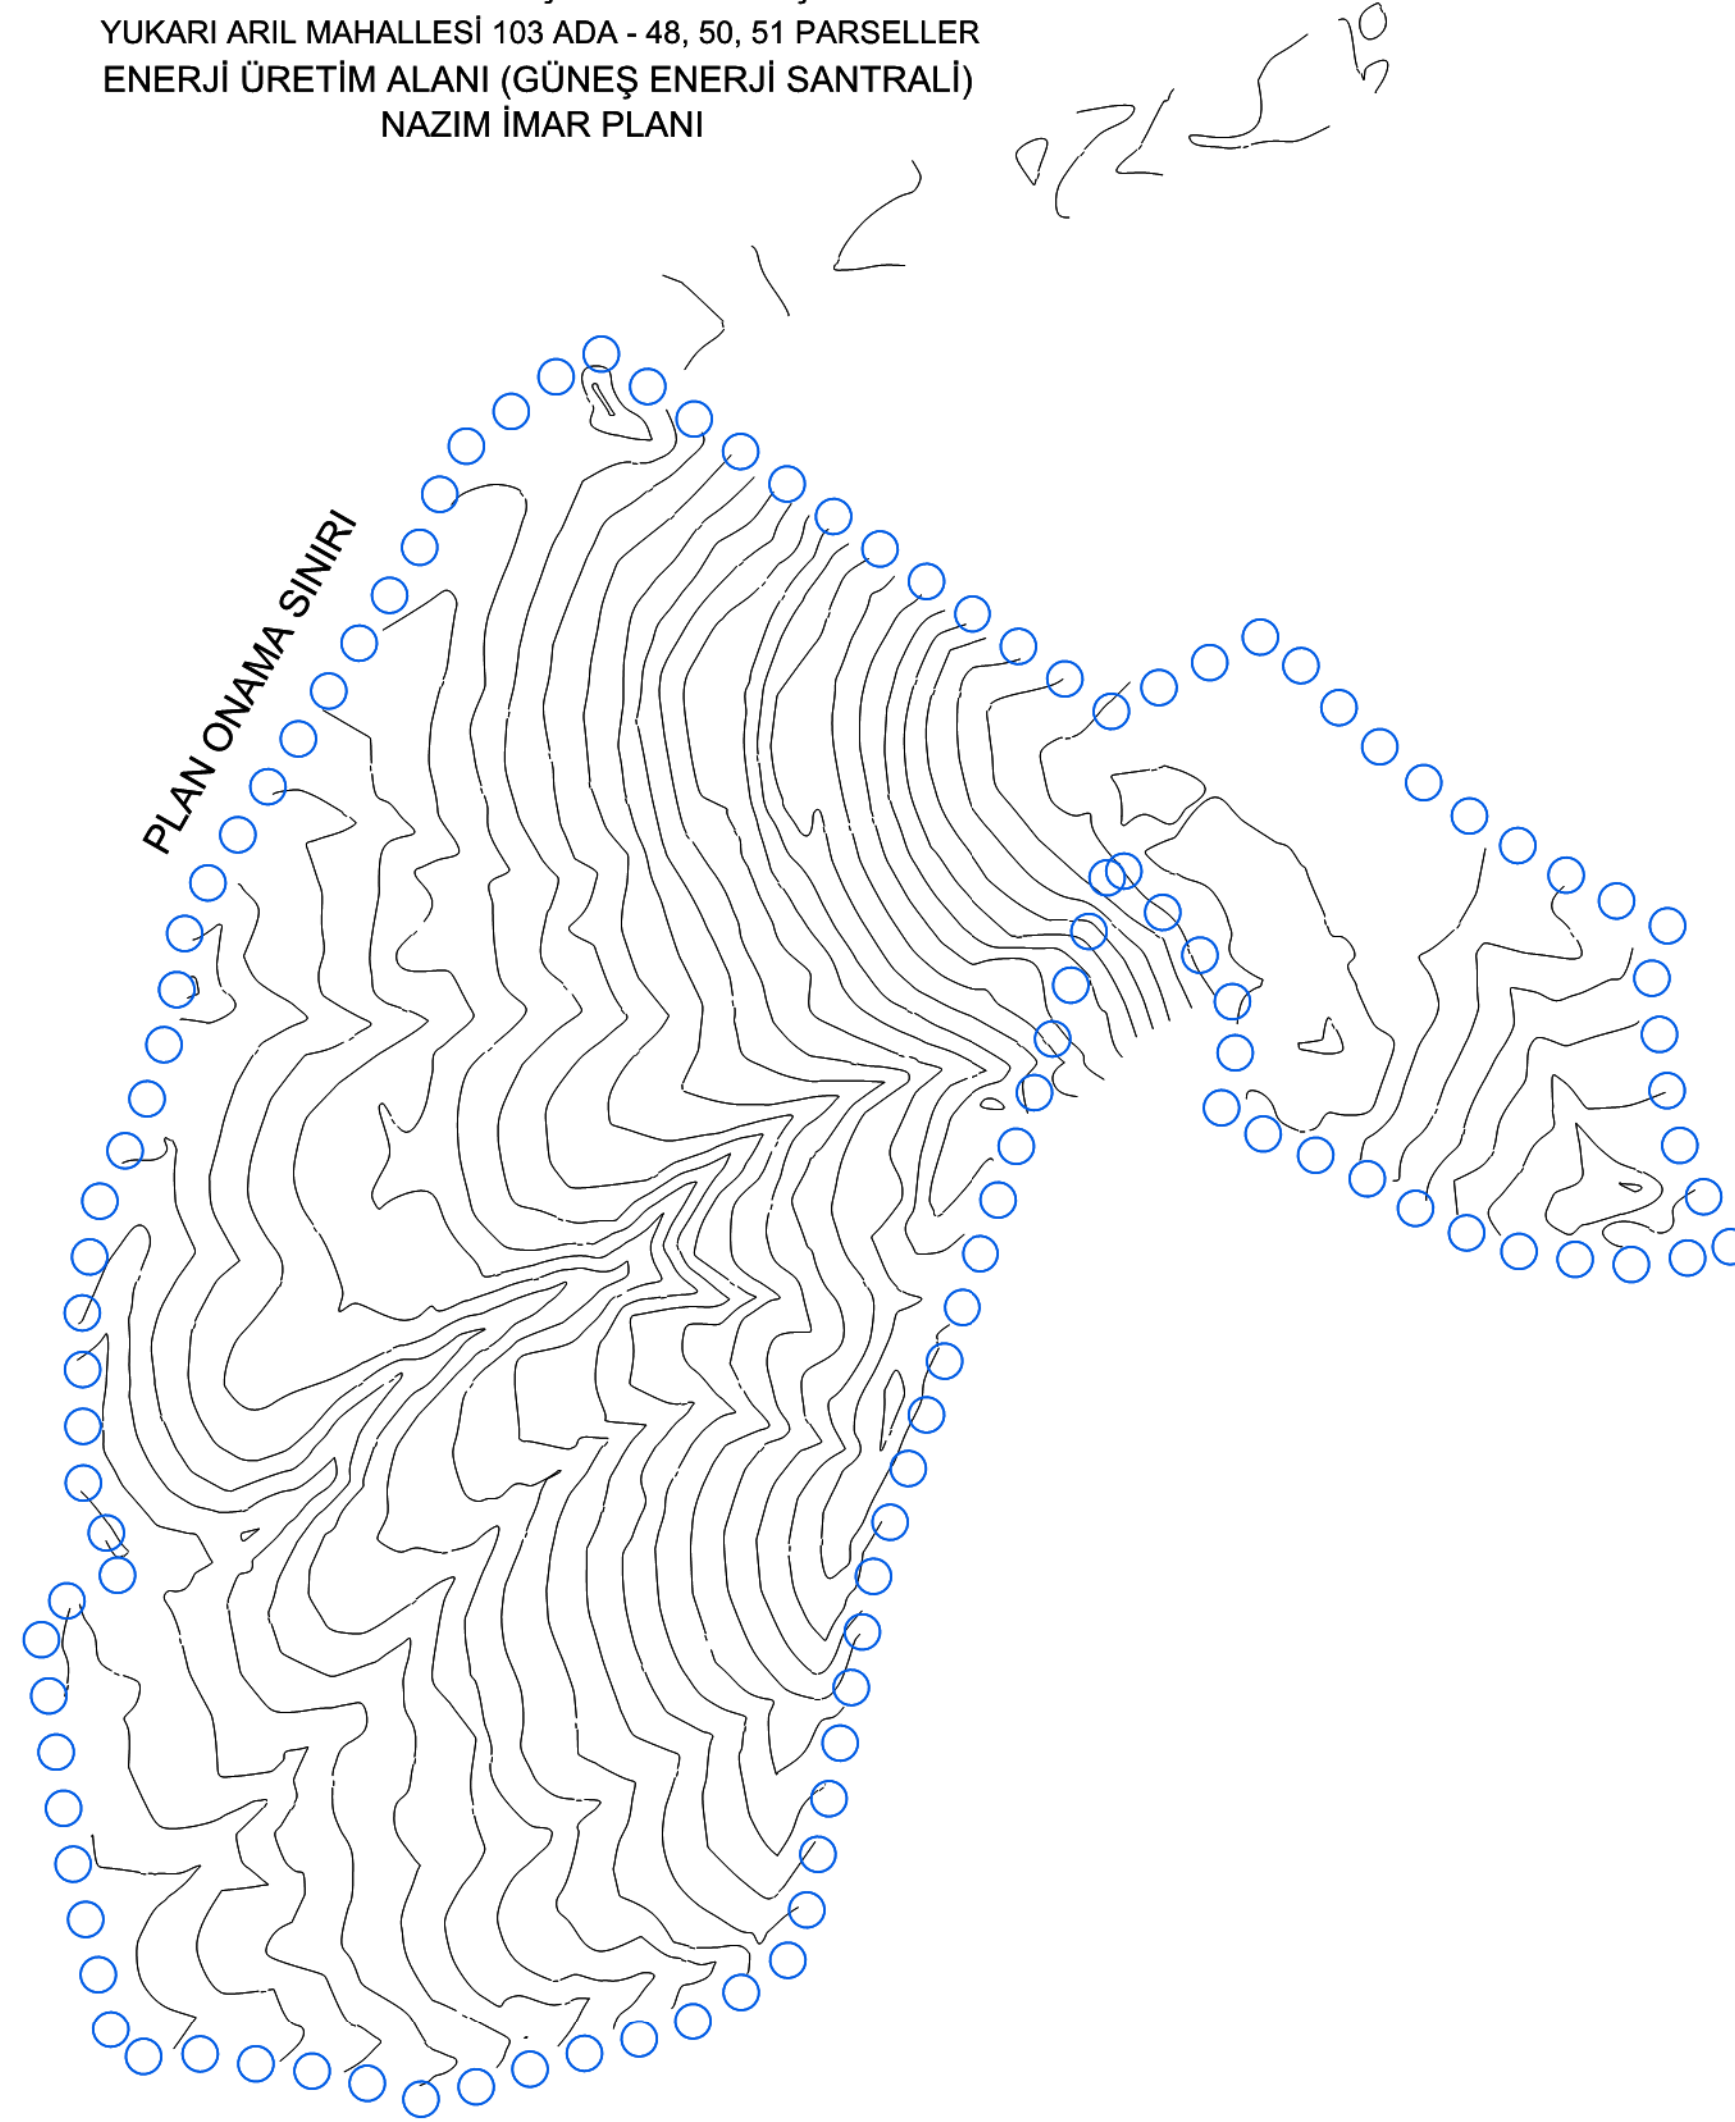 YUKARI ARIL MAHALLESİ 103 ADA - 48, 50, 51 PARSELLER
ENERJİ ÜRETİM ALANI (GÜNEŞ ENERJİ SANTRALİ)
NAZIM İMAR PLANI
PLAN ONAMA SINIRI